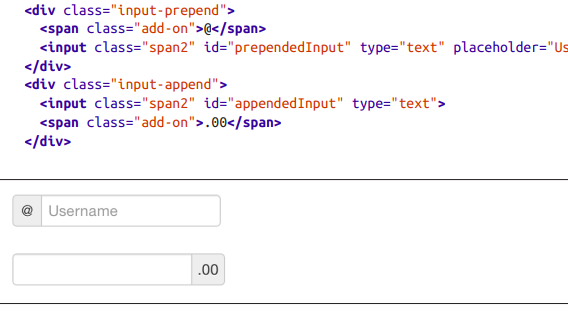 <div class="input-prepend">
<span class="add-on">@</span>
<input class="span2" id="prependedInput" type="text" placeholder="Us
</div>
<div class="input-append">
<input class="span2" id="appendedInput" type="text">
<span class="add-on">.00</span>
</div>
@ Username
.00